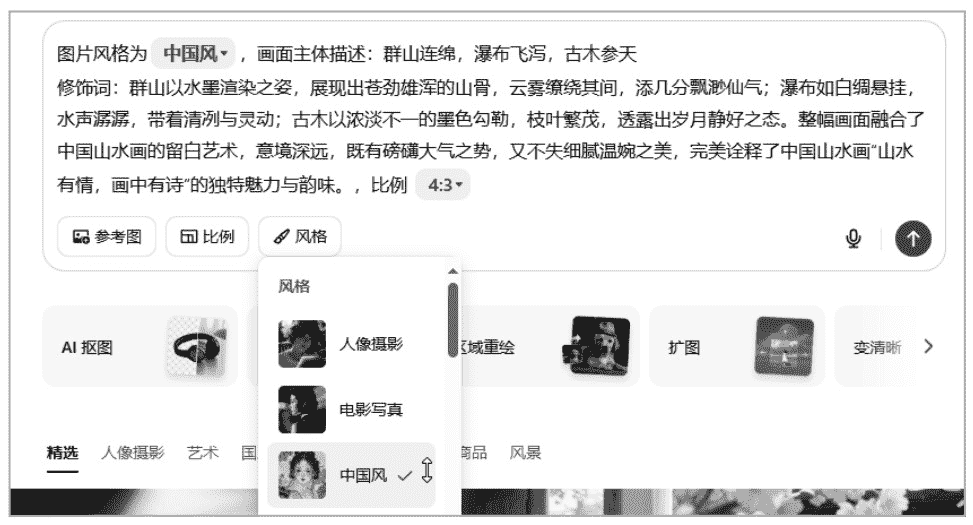 图片风格为 中国风 ，画面主体描述：群山连绵，瀑布飞泻，古木参天
修饰词：群山以水墨渲染之姿，展现出苍劲雄浑的山骨，云雾缭绕其间，添几分飘渺仙气；瀑布如白绸悬挂，
水声潺潺，带着清冽与灵动；古木以浓淡不一的墨色勾勒，枝叶繁茂，透露出岁月静好之态。整幅画面融合了
中国山水画的留白艺术，意境深远，既有磅礴大气之势，又不失细腻温婉之美，完美诠释了中国山水画“山水
有情，画中有诗”的独特魅力与韵味。，比例 4:3
参考图 比例 风格
风格
人像摄影
AI 抠图 区域重绘 扩图 变清晰
电影写真
精选 人像摄影 艺术 国 商品 风景
中国风